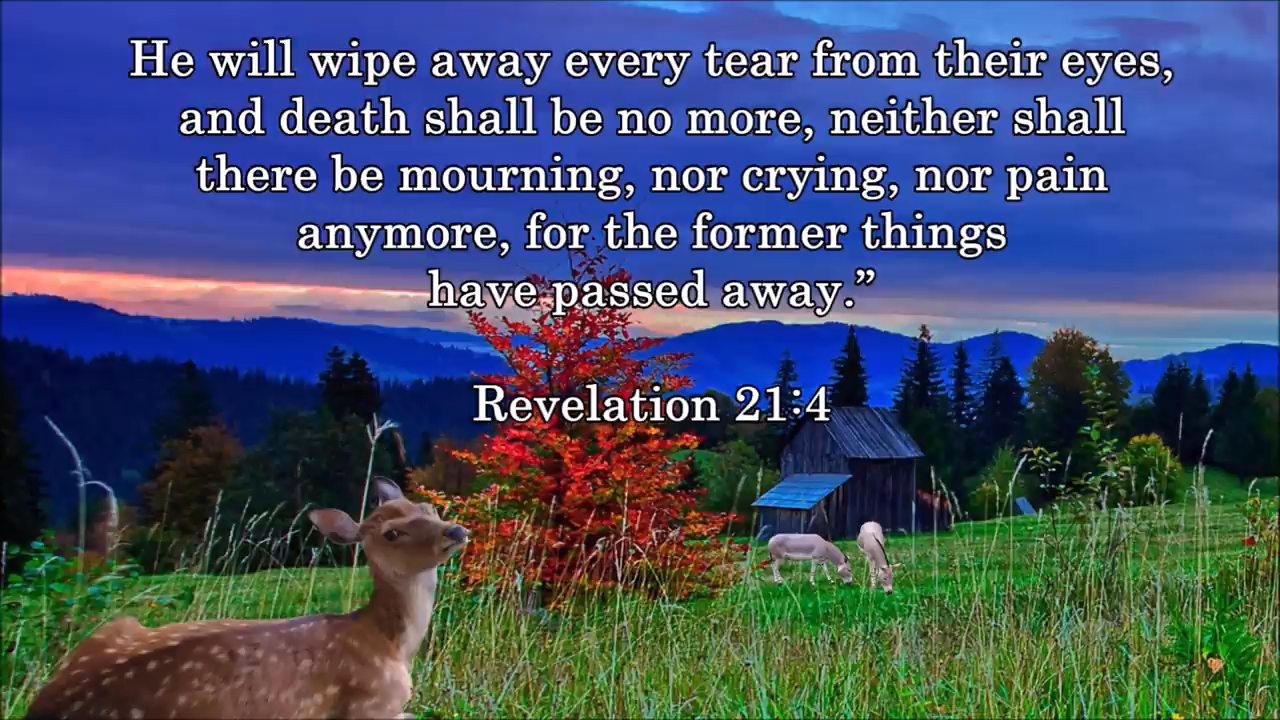 He will wipe away every tear from their eyes,
and death shall be no more, neither shall
there be mourning, nor crying, nor pain
anymore, for the former things
have passed away.”
Revelation 21:4